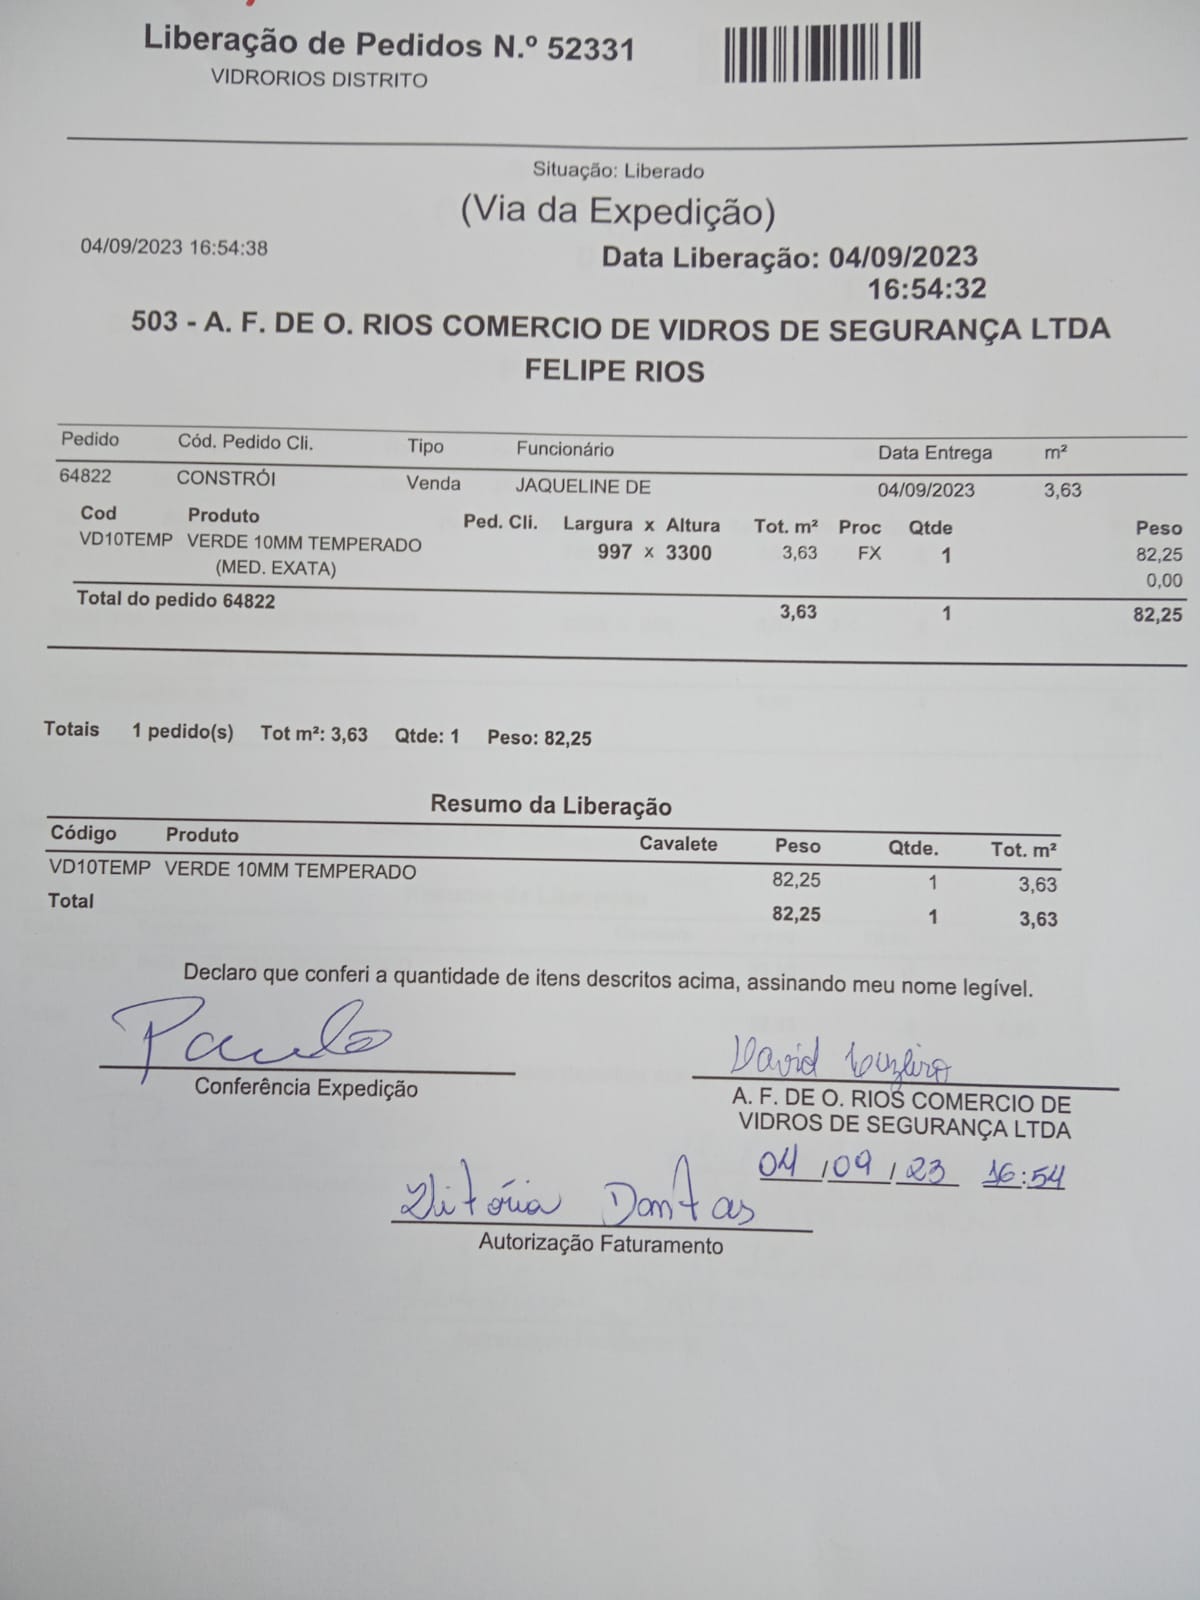 Liberação de Pedidos N.º 52331
VIDRORIOS DISTRITO
Situação: Liberado
(Via da Expedição)
04/09/2023 16:54:38
Data Liberação: 04/09/2023
16:54:32
503 - A. F. DE O. RIOS COMERCIO DE VIDROS DE SEGURANÇA LTDA
FELIPE RIOS
Pedido Cód. Pedido Cli. Tipo Funcionário Data Entrega m²
64822 CONSTRÓI Venda JAQUELINE DE 04/09/2023 3,63
Cod Produto Ped. Cli. Largura x Altura Tot. m² Proc Qtde Peso
VD10TEMP VERDE 10MM TEMPERADO 997 x 3300 3,63 FX 1 82,25
(MED. EXATA) 0,00
Total do pedido 64822 3,63 1 82,25
Totais 1 pedido(s) Tot m²: 3,63 Qtde: 1 Peso: 82,25
Resumo da Liberação
Código Produto Cavalete Peso Qtde. Tot. m²
VD10TEMP VERDE 10MM TEMPERADO 82,25 1 3,63
Total 82,25 1 3,63
Declaro que conferi a quantidade de itens descritos acima, assinando meu nome legível.
Paulo
Conferência Expedição
David
A. F. DE O. RIOS COMERCIO DE
VIDROS DE SEGURANÇA LTDA
04/09/23 16:54
Vitória Dantas
Autorização Faturamento